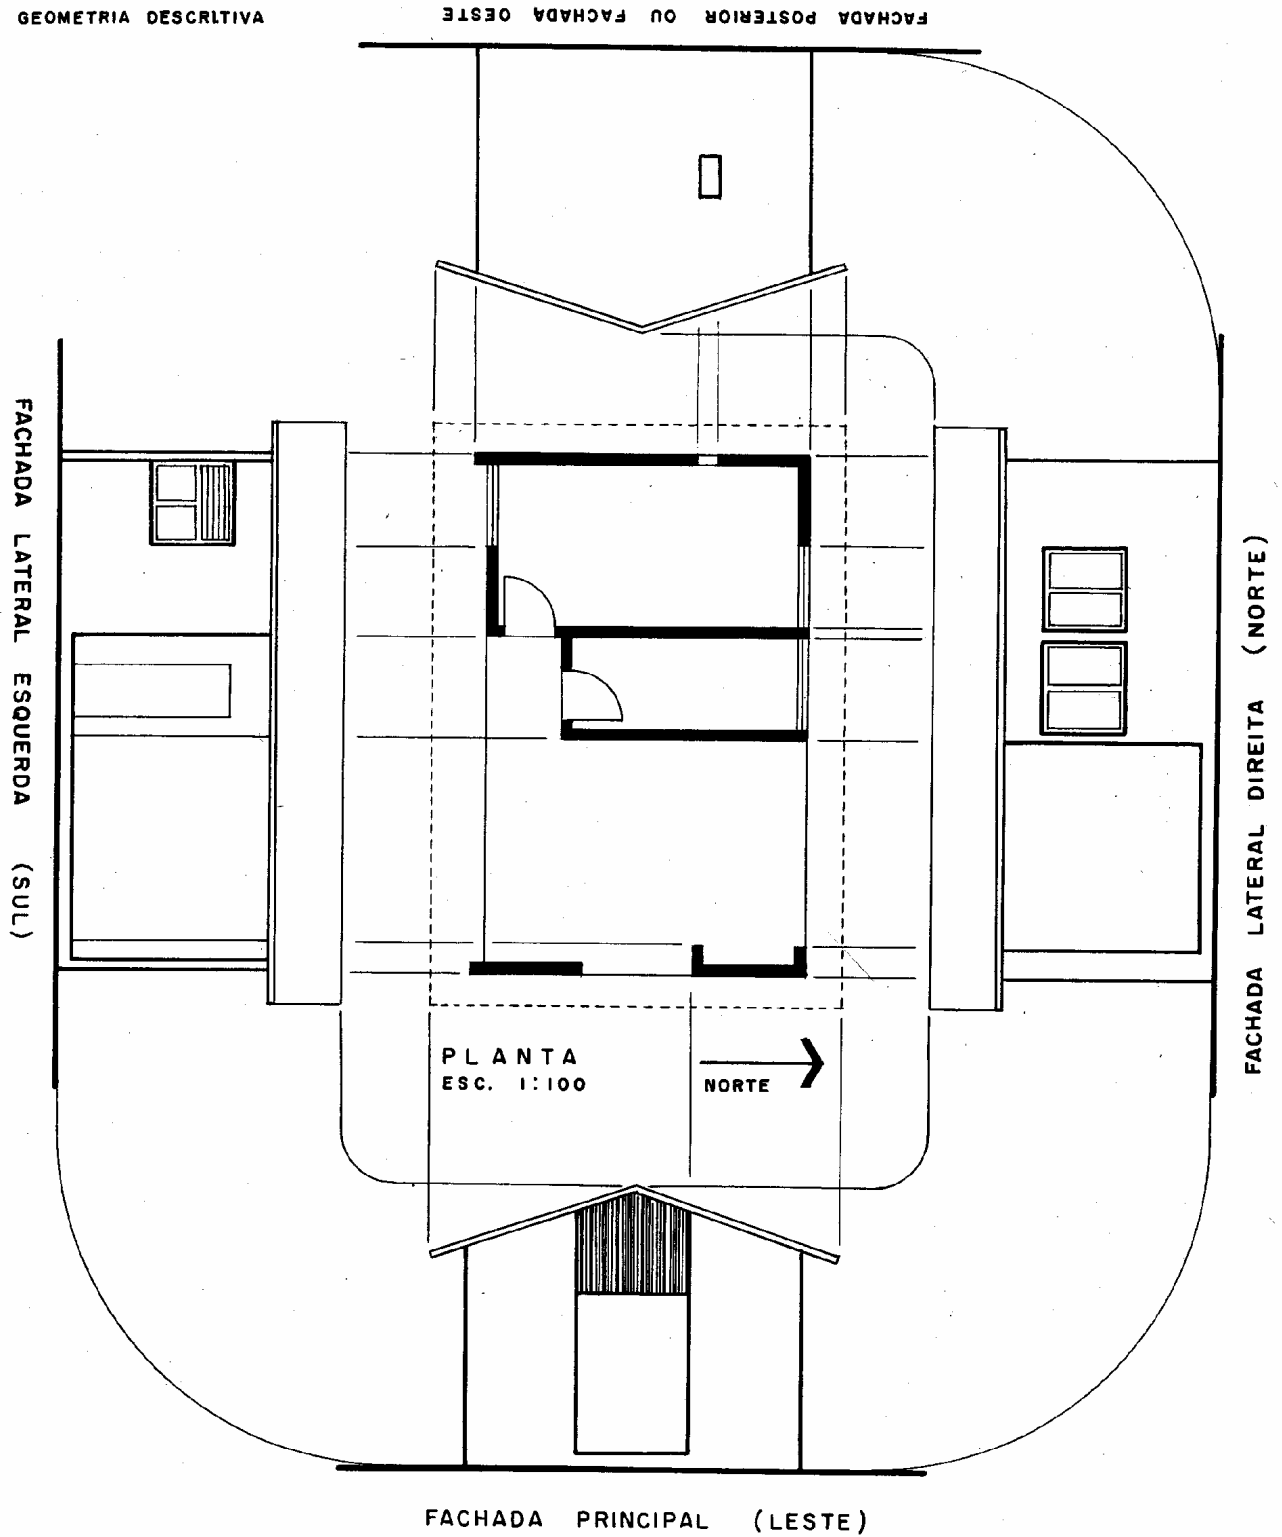 GEOMETRIA DESCRITIVA
FACHADA POSTERIOR OU FACHADA OESTE
FACHADA LATERAL ESQUERDA (SUL)
FACHADA LATERAL DIREITA (NORTE)
PLANTA
ESC. 1:100
NORTE
FACHADA PRINCIPAL (LESTE)